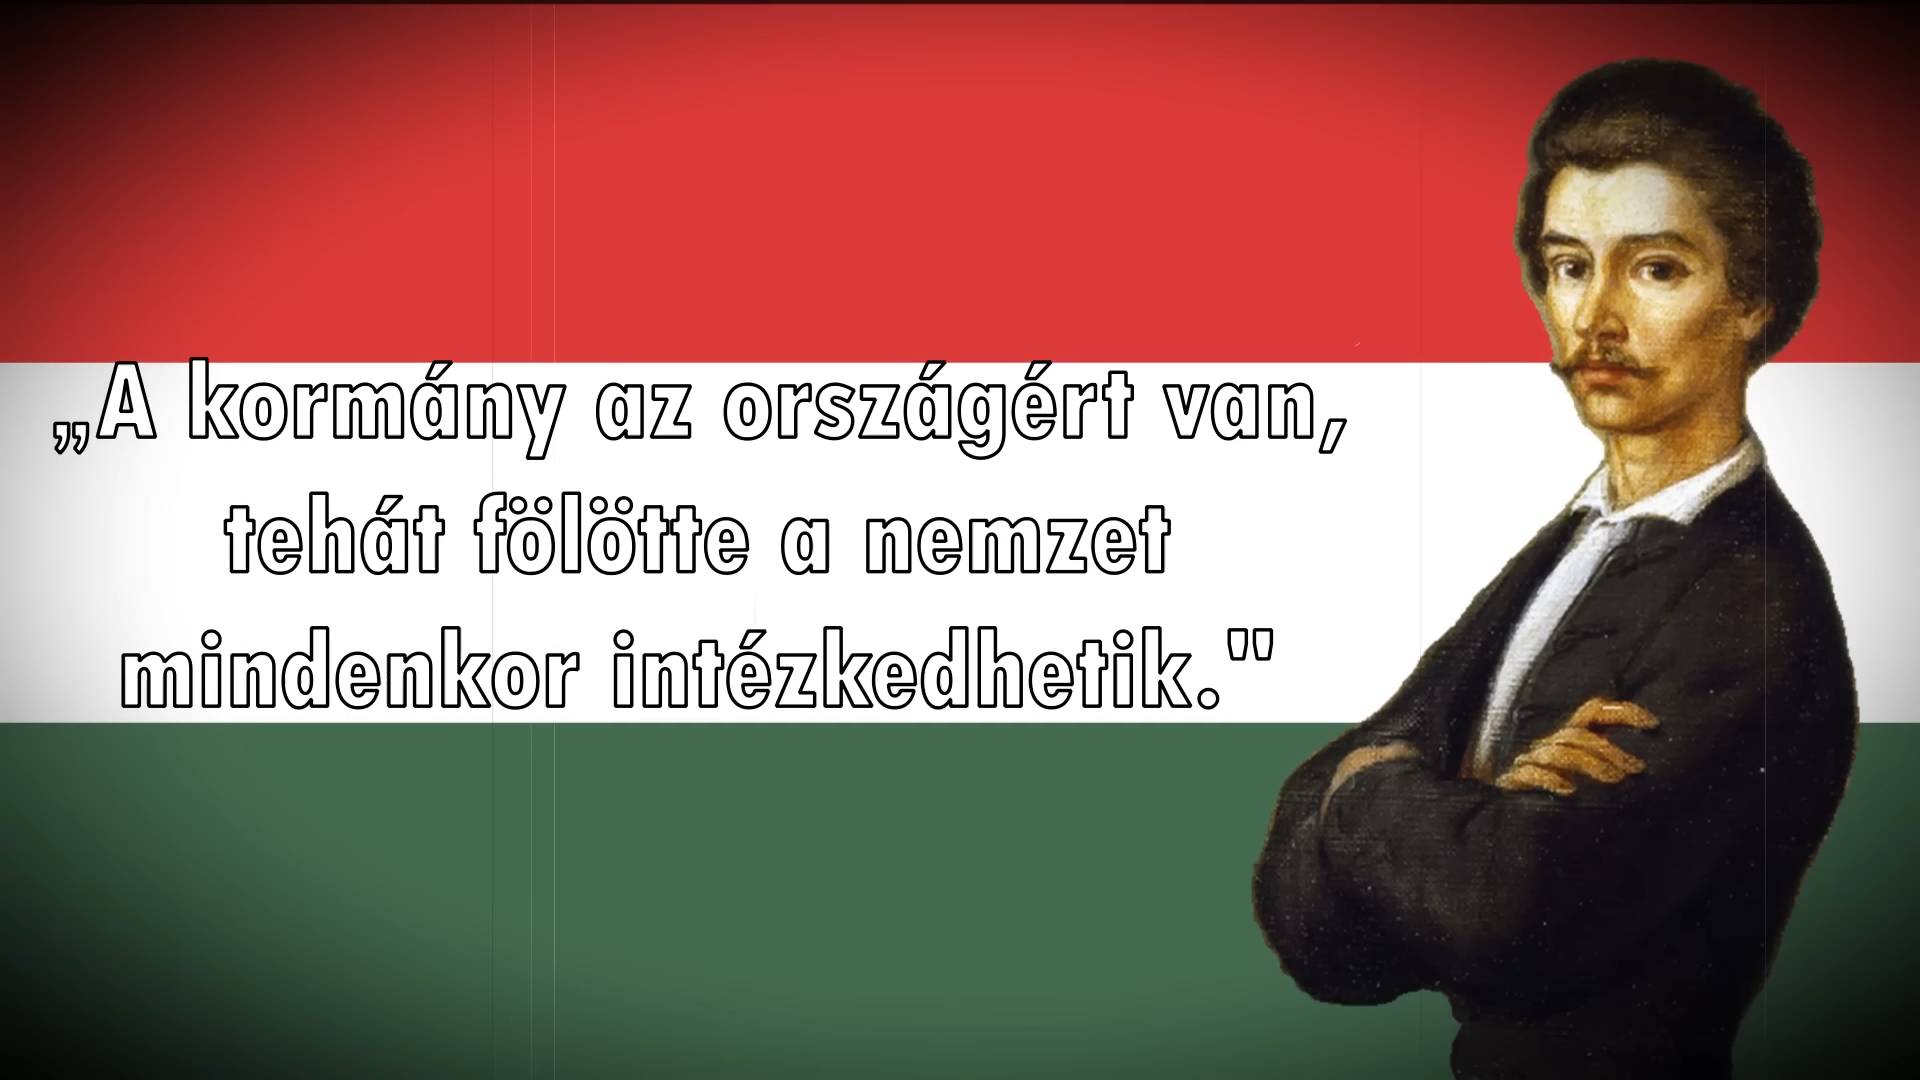 „A kormány az országért van,
tehát fölötte a nemzet
mindenkor intézkedhetik."